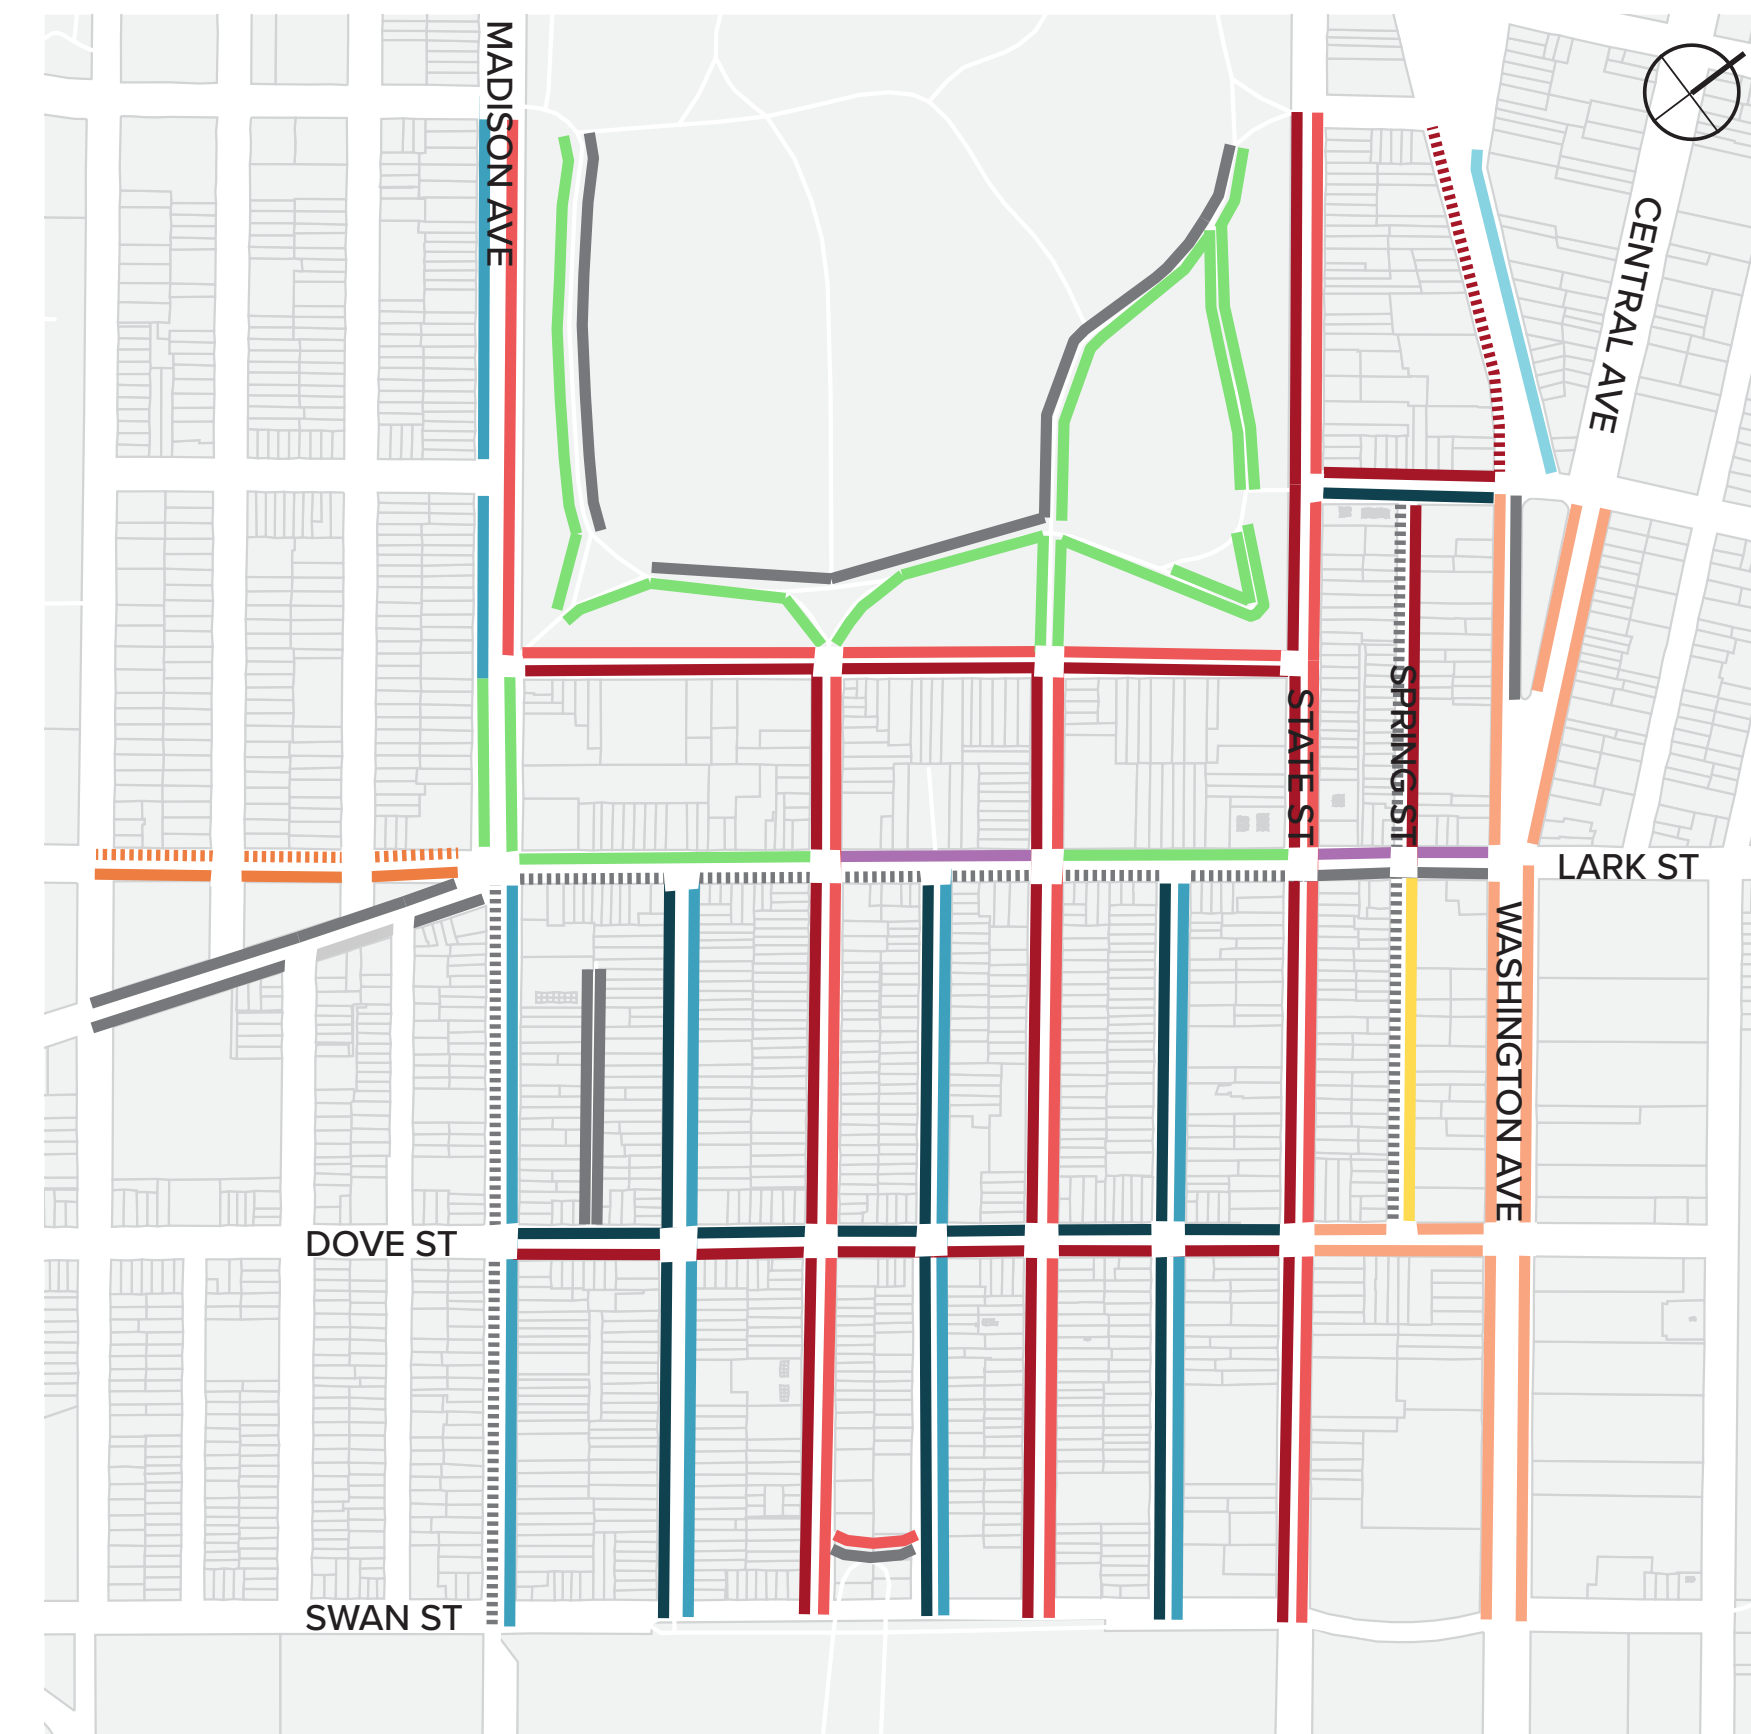 MADISON AVE
CENTRAL AVE
STATE ST
SPRING ST
LARK ST
WASHINGTON AVE
DOVE ST
SWAN ST